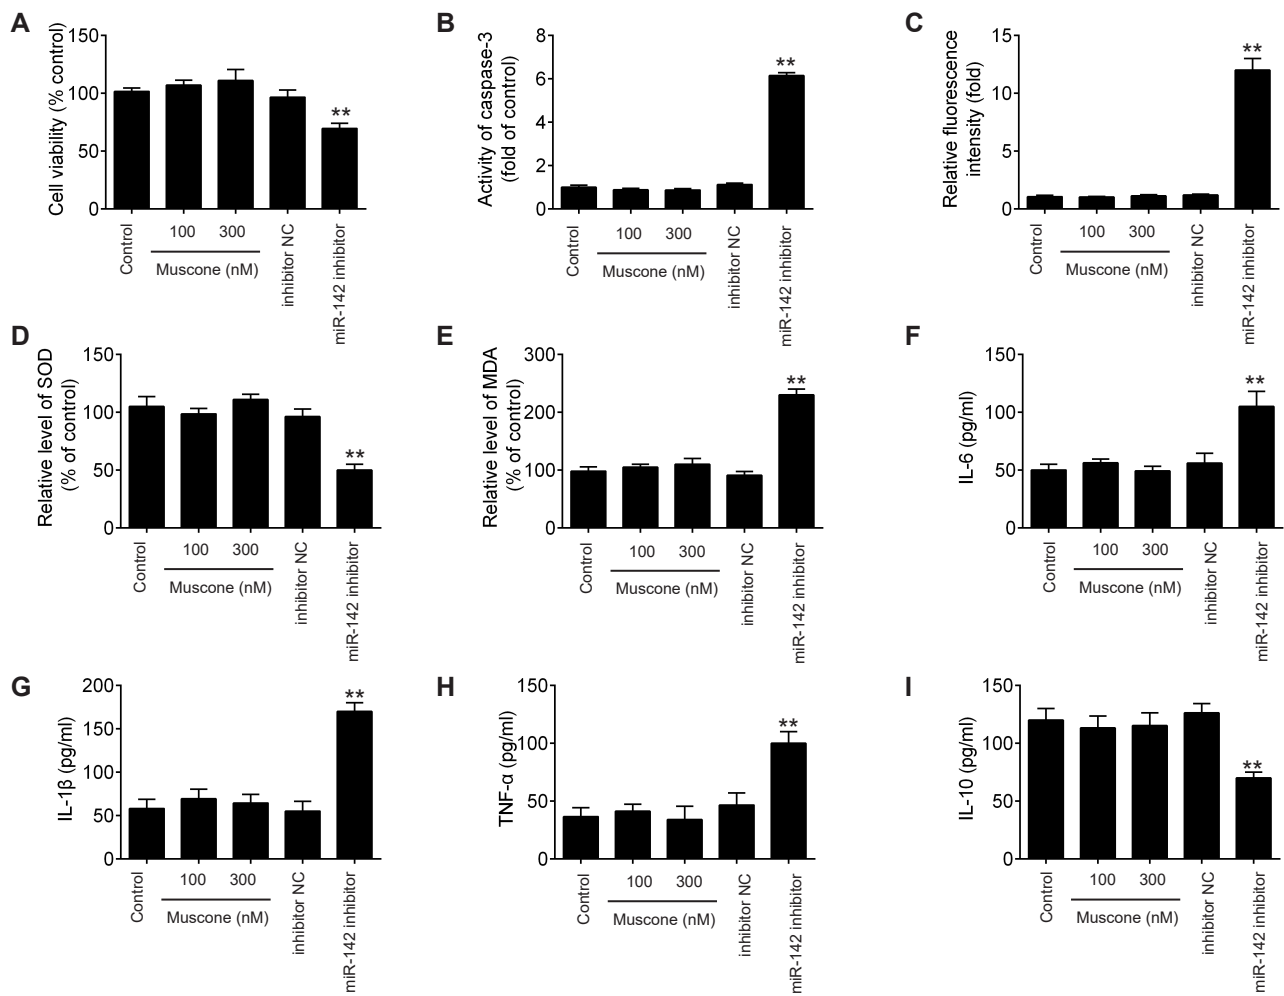 A
Cell viability (% control)
150
100
50
0
**
Control
100
300
Muscone (nM)
inhibitor NC
miR-142 inhibitor
B
Activity of caspase-3
(fold of control)
8
6
4
2
0
**
Control
100
300
Muscone (nM)
inhibitor NC
miR-142 inhibitor
C
Relative fluorescence
intensity (fold)
15
10
5
0
**
Control
100
300
Muscone (nM)
inhibitor NC
miR-142 inhibitor
D
Relative level of SOD
(% of control)
150
100
50
0
**
Control
100
300
Muscone (nM)
inhibitor NC
miR-142 inhibitor
E
Relative level of MDA
(% of control)
300
200
100
0
**
Control
100
300
Muscone (nM)
inhibitor NC
miR-142 inhibitor
F
IL-6 (pg/ml)
150
100
50
0
**
Control
100
300
Muscone (nM)
inhibitor NC
miR-142 inhibitor
G
IL-1β (pg/ml)
200
150
100
50
0
**
Control
100
300
Muscone (nM)
inhibitor NC
miR-142 inhibitor
H
TNF-α (pg/ml)
150
100
50
0
**
Control
100
300
Muscone (nM)
inhibitor NC
miR-142 inhibitor
I
IL-10 (pg/ml)
150
100
50
0
**
Control
100
300
Muscone (nM)
inhibitor NC
miR-142 inhibitor